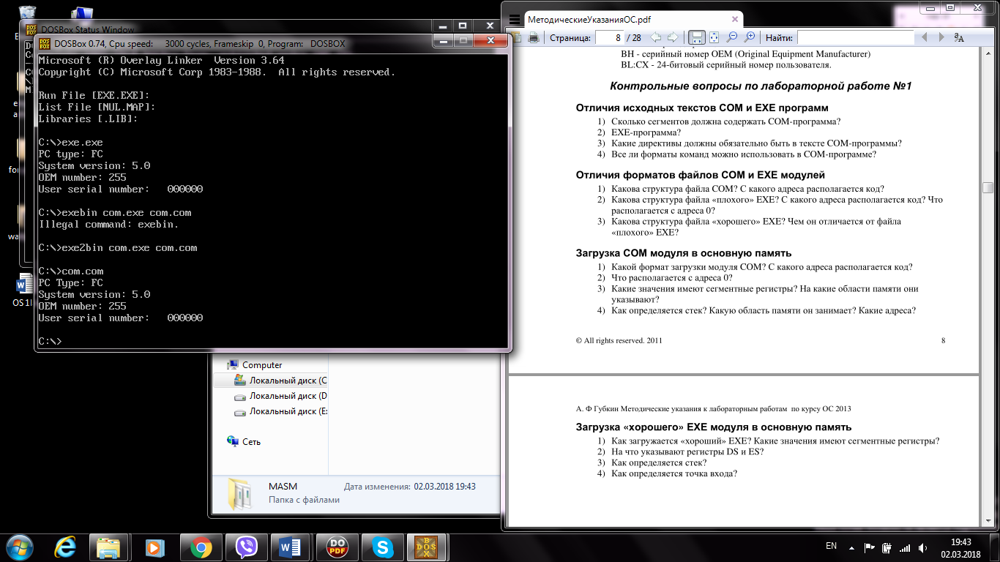 DOSBox Status Window
DOSBox 0.74, Cpu speed: 3000 cycles, Frameskip 0, Program: DOSBOX
Microsoft (R) Overlay Linker Version 3.64
Copyright (C) Microsoft Corp 1983-1988. All rights reserved.
Run File [EXE.EXE]:
List File [NUL.MAP]:
Libraries [.LIB]:
C:\>exe.exe
PC type: FC
System version: 5.0
OEM number: 255
User serial number: 000000
C:\>exebin com.exe com.com
Illegal command: exebin.
C:\>exe2bin com.exe com.com
C:\>com.com
PC Type: FC
System version: 5.0
OEM number: 255
User serial number: 000000
C:\>
OS1l
Computer
Локальный диск (C
Локальный диск (D
Локальный диск (E:
Сеть
MASM
Дата изменения: 02.03.2018 19:43
Папка с файлами
МетодическиеУказанияОС.pdf
Страница: 8 / 28
Найти:
BH - серийный номер OEM (Original Equipment Manufacturer)
BL:CX - 24-битовый серийный номер пользователя.
Контрольные вопросы по лабораторной работе №1
Отличия исходных текстов COM и EXE программ
1) Сколько сегментов должна содержать COM-программа?
2) EXE-программа?
3) Какие директивы должны обязательно быть в тексте COM-программы?
4) Все ли форматы команд можно использовать в COM-программе?
Отличия форматов файлов COM и EXE модулей
1) Какова структура файла COM? С какого адреса располагается код?
2) Какова структура файла «плохого» EXE? С какого адреса располагается код? Что
располагается с адреса 0?
3) Какова структура файла «хорошего» EXE? Чем он отличается от файла
«плохого» EXE?
Загрузка COM модуля в основную память
1) Какой формат загрузки модуля COM? С какого адреса располагается код?
2) Что располагается с адреса 0?
3) Какие значения имеют сегментные регистры? На какие области памяти они
указывают?
4) Как определяется стек? Какую область памяти он занимает? Какие адреса?
© All rights reserved. 2011 8
А. Ф Губкин Методические указания к лабораторным работам по курсу ОС 2013
Загрузка «хорошего» EXE модуля в основную память
1) Как загружается «хороший» EXE? Какие значения имеют сегментные регистры?
2) На что указывают регистры DS и ES?
3) Как определяется стек?
4) Как определяется точка входа?
EN
19:43
02.03.2018